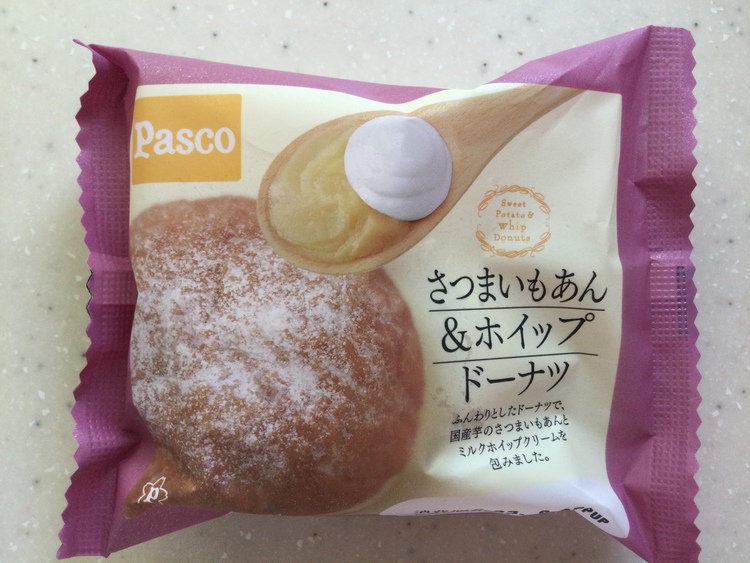 Pasco
Sweet
Potato &
Whip
Donuts
さつまいもあん
&ホイップ
ドーナツ
ふんわりとしたドーナツで、
国産芋のさつまいもあんと
ミルクホイップクリームを
包みました。